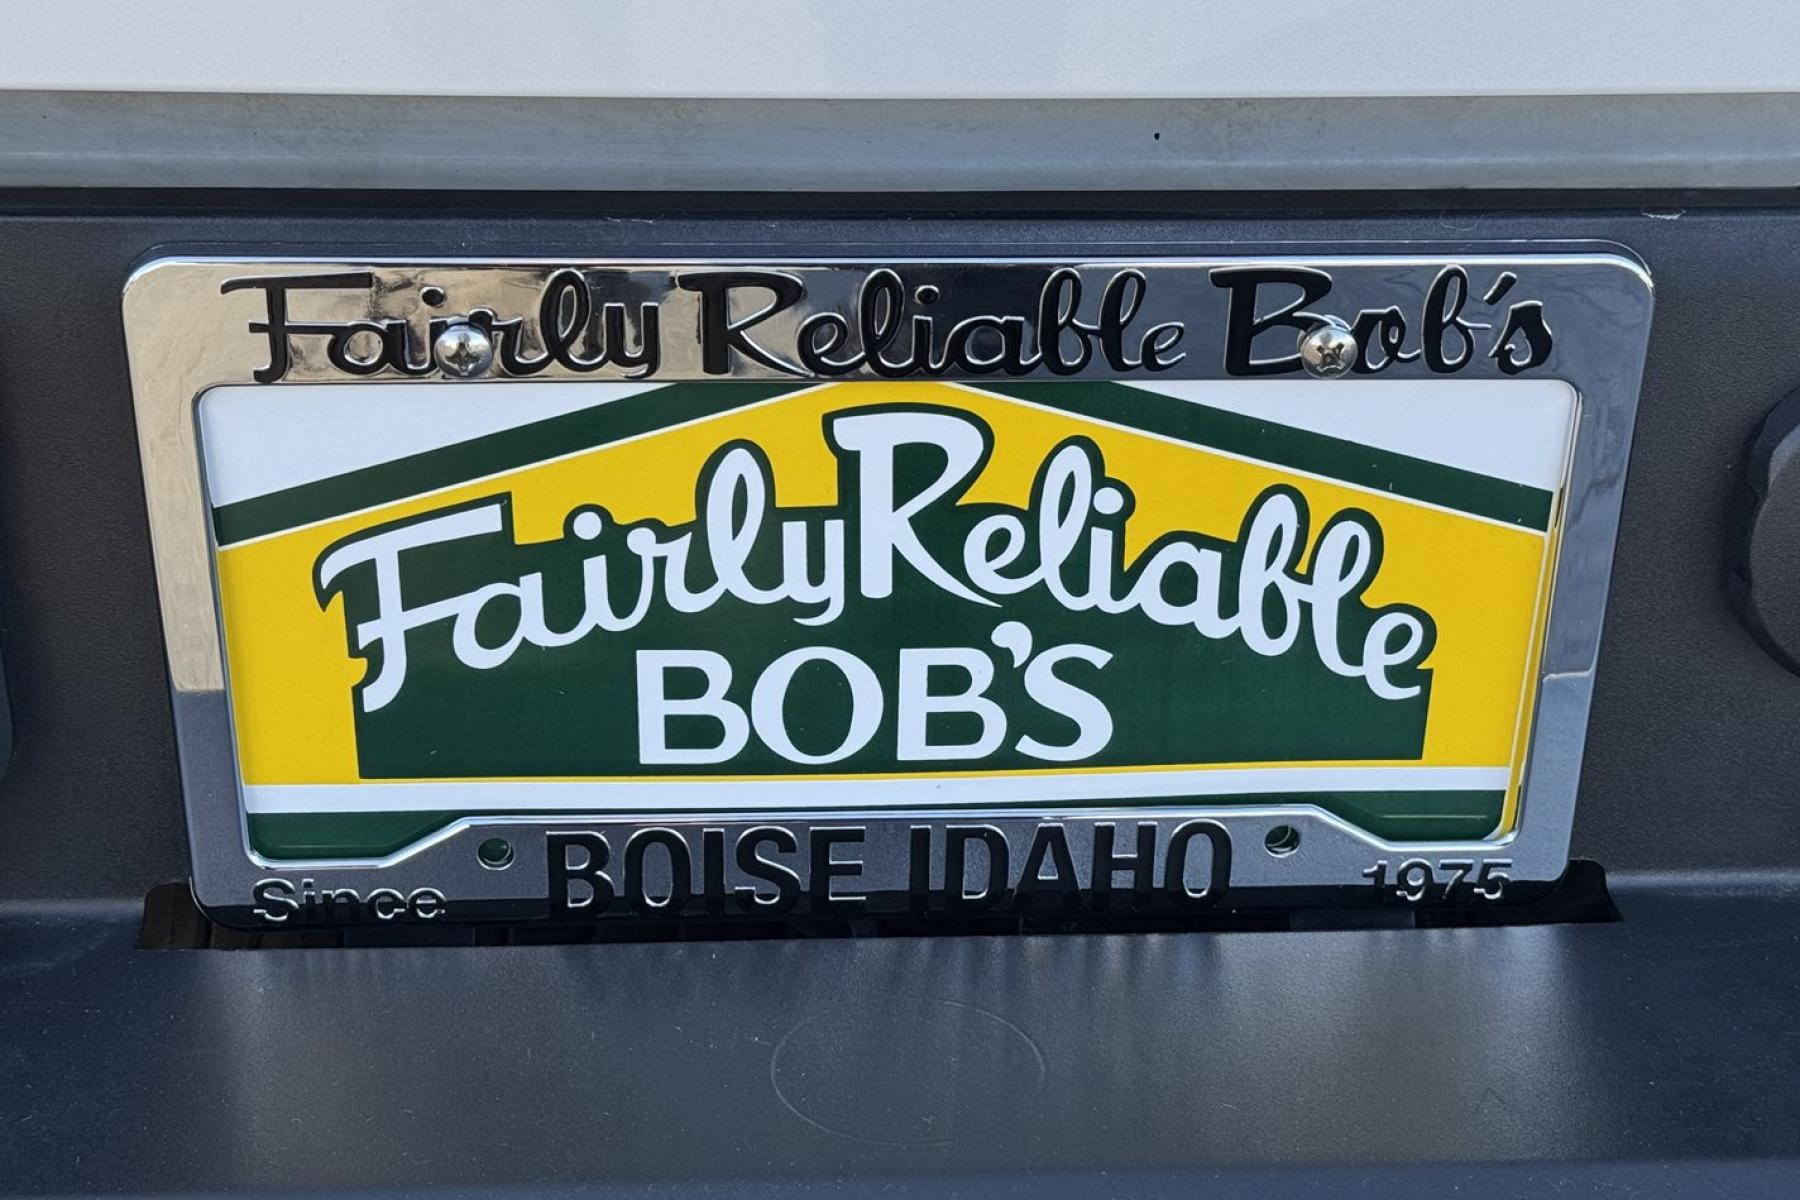 Fairly Reliable Bob's
Fairly Reliable
BOB'S
Since BOISE IDAHO 1975